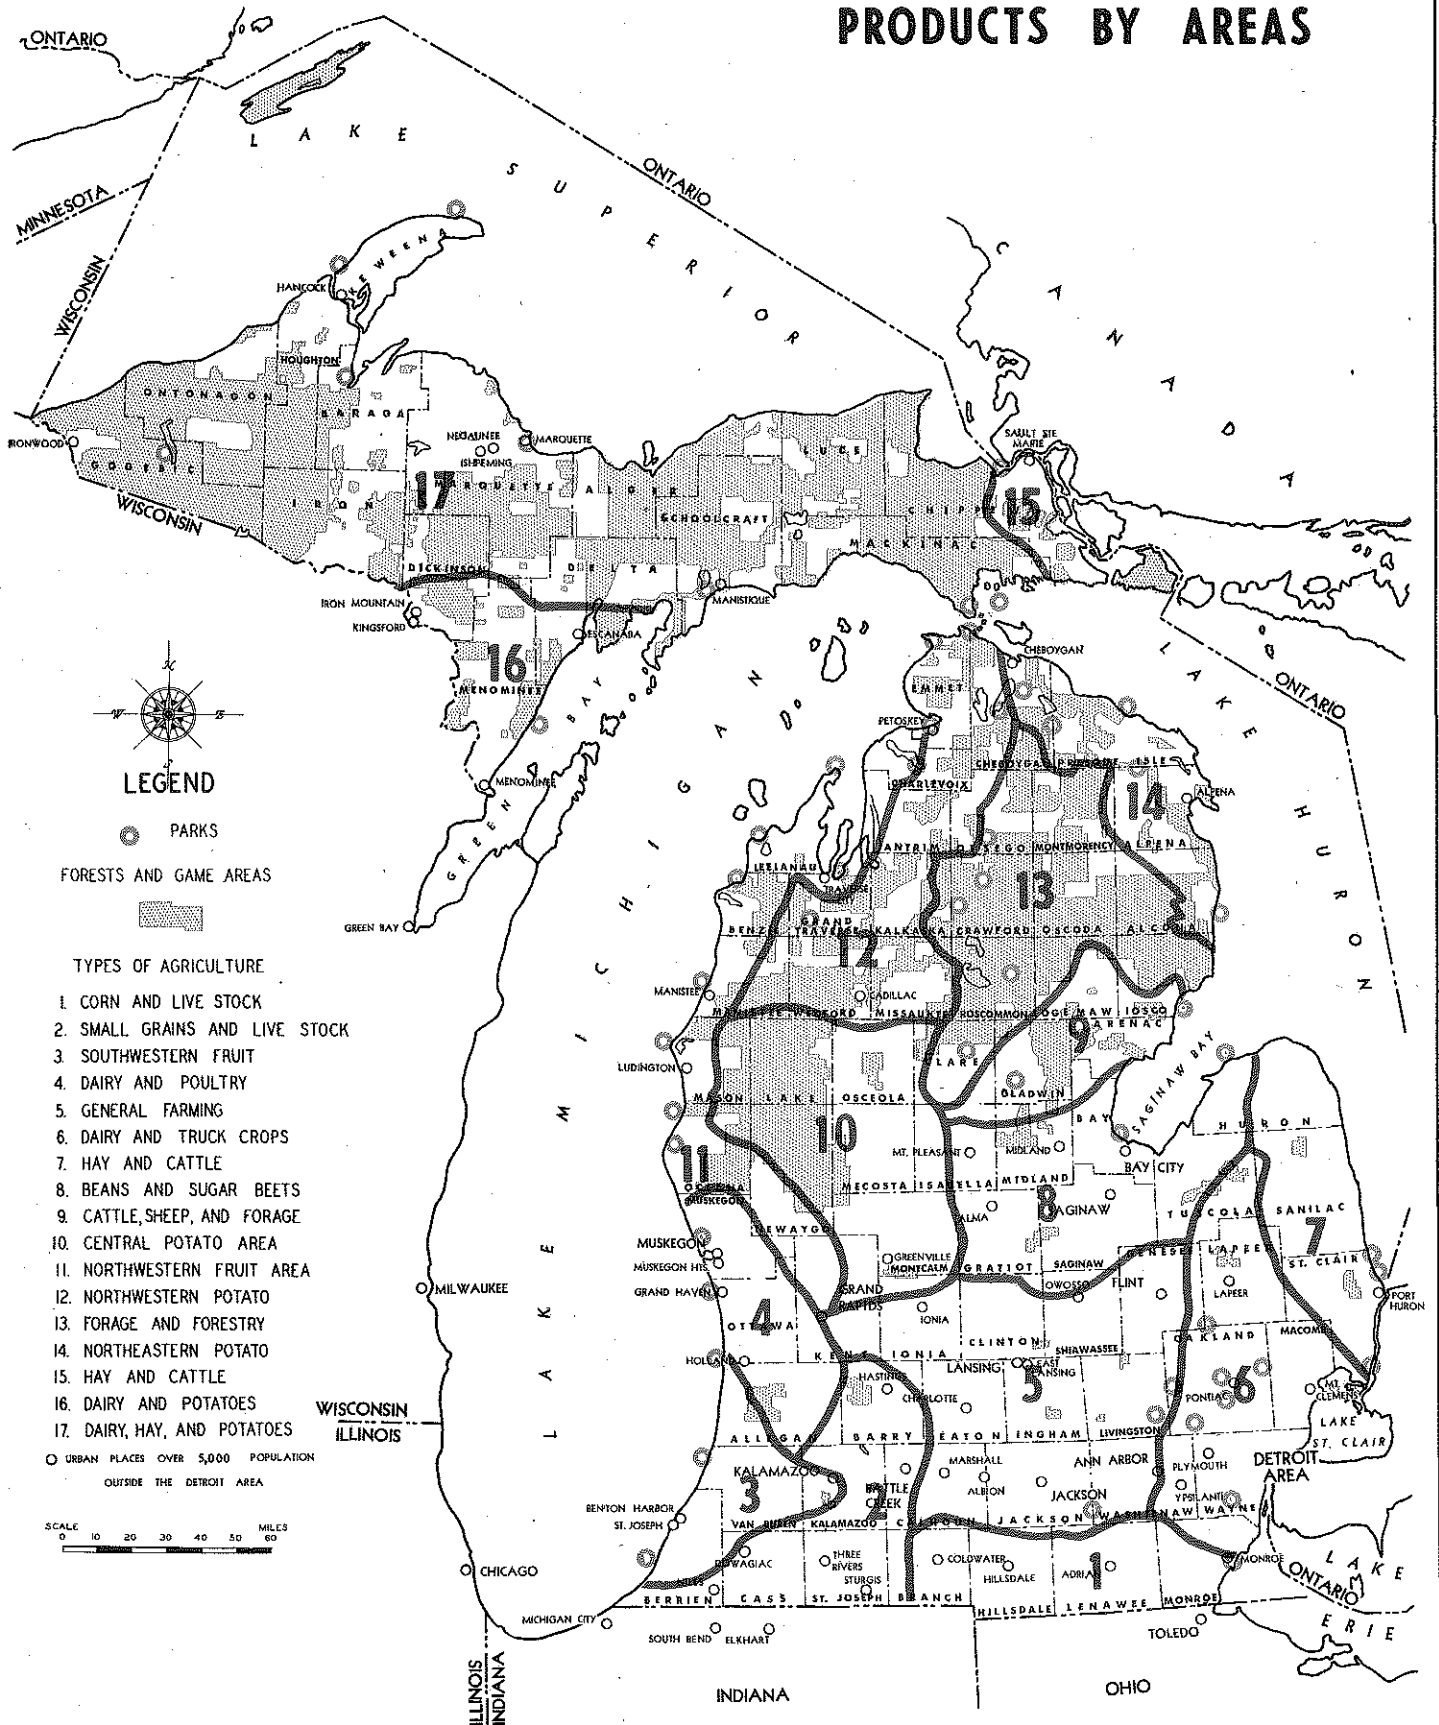 PRODUCTS BY AREAS
ONTARIO
LAKE SUPERIOR
ONTARIO
MINNESOTA
WISCONSIN
CANADA
HANCOCK
KEWEENA
HOUGHTON
ONTONAGON
BARAGA
IRONWOOD
GOGEBIC
WISCONSIN
IRON
NEGAUNEE
ISHPEMING
MARQUETTE
17
MARQUETTE
ALGER
LUCE
SCHOOLCRAFT
CHIPPEWA
MACKINAC
SAULT STE
MARIE
15
DICKINSON
DELTA
MANISTIQUE
IRON MOUNTAIN
KINGSFORD
ESCANABA
16
MENOMINEE
MENOMINEE
GREEN BAY
GREEN BAY
LAKE MICHIGAN
LAKE HURON
ONTARIO
N
W
E
LEGEND
PARKS
FORESTS AND GAME AREAS
TYPES OF AGRICULTURE
1. CORN AND LIVE STOCK
2. SMALL GRAINS AND LIVE STOCK
3. SOUTHWESTERN FRUIT
4. DAIRY AND POULTRY
5. GENERAL FARMING
6. DAIRY AND TRUCK CROPS
7. HAY AND CATTLE
8. BEANS AND SUGAR BEETS
9. CATTLE, SHEEP, AND FORAGE
10. CENTRAL POTATO AREA
11. NORTHWESTERN FRUIT AREA
12. NORTHWESTERN POTATO
13. FORAGE AND FORESTRY
14. NORTHEASTERN POTATO
15. HAY AND CATTLE
16. DAIRY AND POTATOES
17. DAIRY, HAY, AND POTATOES
URBAN PLACES OVER 5,000 POPULATION
OUTSIDE THE DETROIT AREA
SCALE MILES
0 10 20 30 40 50 60
CHEBOYGAN
EMMET
PETOSKEY
CHEBOYGAN PRESQUE ISLE
CHARLEVOIX
14
ALPENA
ANTRIM OTSEGO MONTMORENCY ALPENA
LEELANAU
TRAVERSE
CITY
13
GRAND
BENZIE TRAVERSE KALKASKA CRAWFORD OSCODA ALCONA
12
MANISTEE
CADILLAC
MANISTEE WEXFORD MISSAUKEE ROSCOMMON OGEMAW IOSCO
9
ARENAC
LUDINGTON
CLARE
GLADWIN
MASON LAKE OSCEOLA
BAY
SAGINAW BAY
HURON
10
11
MT. PLEASANT
MIDLAND
BAY CITY
OCEANA
MUSKEGON
MECOSTA ISABELLA MIDLAND
8
ALMA
SAGINAW
TUSCOLA SANILAC
7
NEWAYGO
MUSKEGON
MUSKEGON HTS
GREENVILLE
MONTCALM GRATIOT SAGINAW
GENESEE LAPEER
ST. CLAIR
GRAND HAVEN
GRAND
RAPIDS
OWOSSO
FLINT
LAPEER
PORT
HURON
4
OTTAWA
IONIA
CLINTON
SHIAWASSEE
OAKLAND
MACOMB
KENT IONIA
HOLLAND
HASTINGS
LANSING
EAST
LANSING
5
CHARLOTTE
PONTIAC
6
MT.
CLEMENS
LAKE
ST. CLAIR
ALLEGAN BARRY EATON INGHAM LIVINGSTON
KALAMAZOO
MARSHALL
ALBION
ANN ARBOR
PLYMOUTH
DETROIT
AREA
3
2
BATTLE
CREEK
JACKSON
YPSILANTI
BENTON HARBOR
ST. JOSEPH
VAN BUREN KALAMAZOO CALHOUN JACKSON WASHTENAW WAYNE
DOWAGIAC
THREE
RIVERS
STURGIS
COLDWATER
HILLSDALE
ADRIAN
1
MONROE
NILES
BERRIEN CASS ST. JOSEPH BRANCH HILLSDALE LENAWEE MONROE
LAKE ERIE
ONTARIO
TOLEDO
MILWAUKEE
WISCONSIN
ILLINOIS
CHICAGO
MICHIGAN CITY
SOUTH BEND
ELKHART
ILLINOIS
INDIANA
INDIANA
OHIO